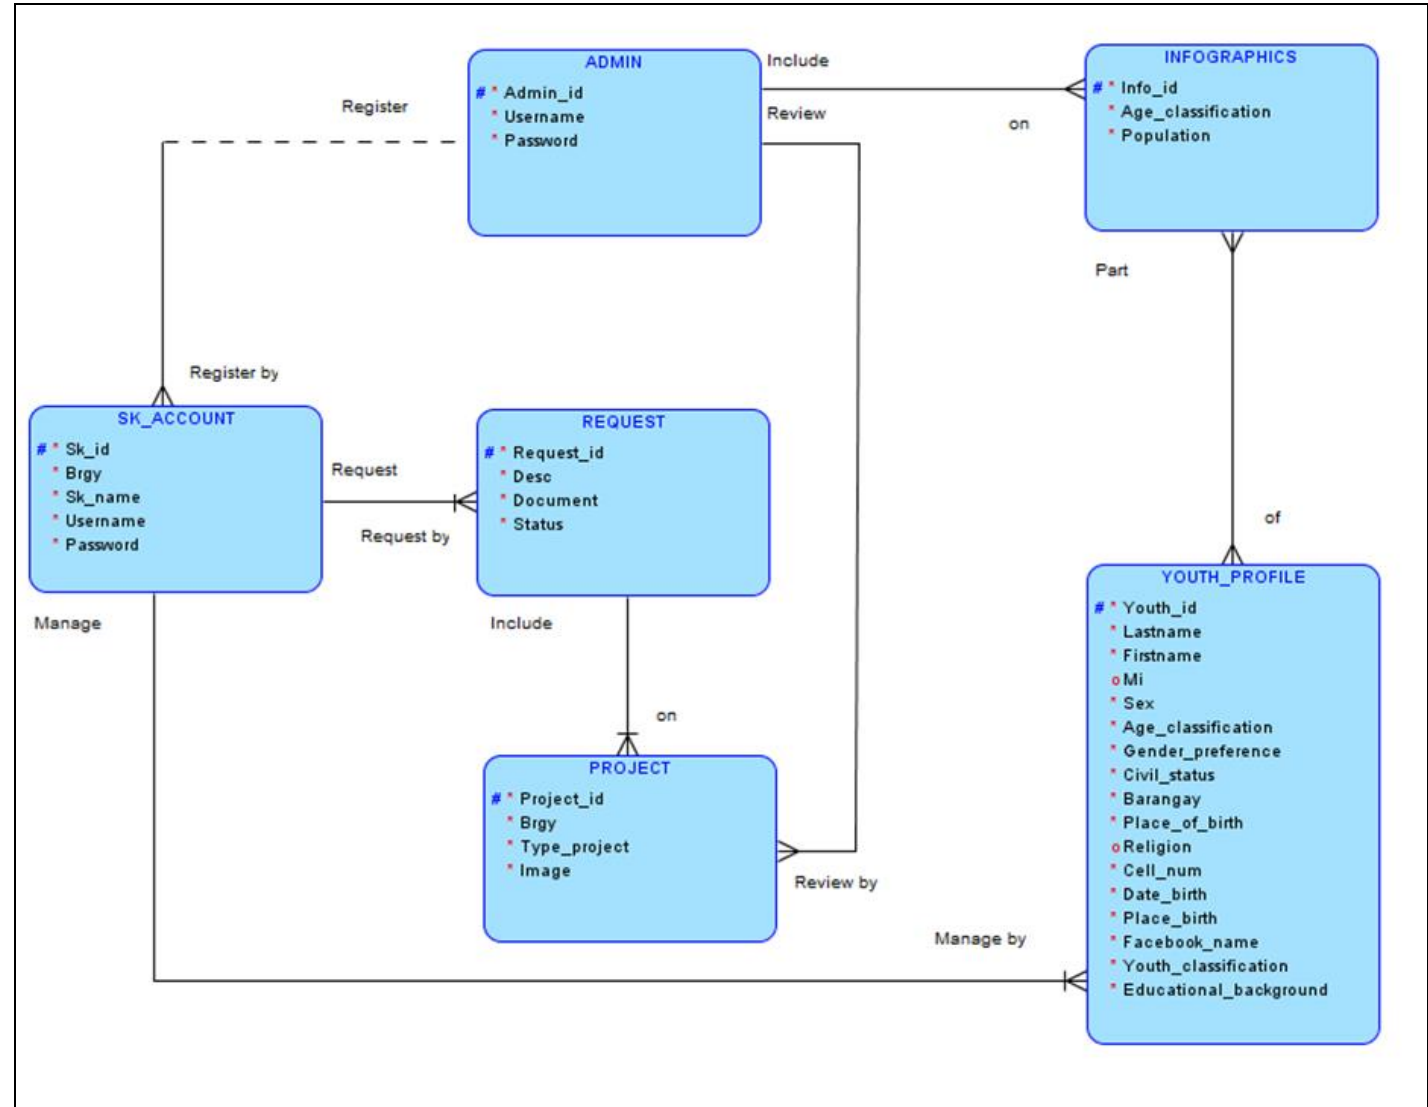 ADMIN
# * Admin_id
* Username
* Password
Include
Review
on
INFOGRAPHICS
# * Info_id
* Age_classification
* Population
Register
Register by
Part
of
SK_ACCOUNT
# * Sk_id
* Brgy
* Sk_name
* Username
* Password
Request
Request by
REQUEST
# * Request_id
* Desc
* Document
* Status
Manage
Include
on
PROJECT
# * Project_id
* Brgy
* Type_project
* Image
Review by
Manage by
YOUTH_PROFILE
# * Youth_id
* Lastname
* Firstname
o Mi
* Sex
* Age_classification
* Gender_preference
* Civil_status
* Barangay
* Place_of_birth
o Religion
* Cell_num
* Date_birth
* Place_birth
* Facebook_name
* Youth_classification
* Educational_background